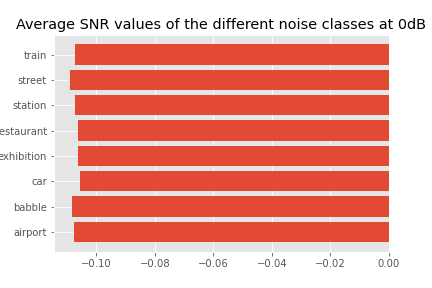 Average SNR values of the different noise classes at 0dB
train
street
station
estaurant
exhibition
car
babble
airport
−0.10 −0.08 −0.06 −0.04 −0.02 0.00